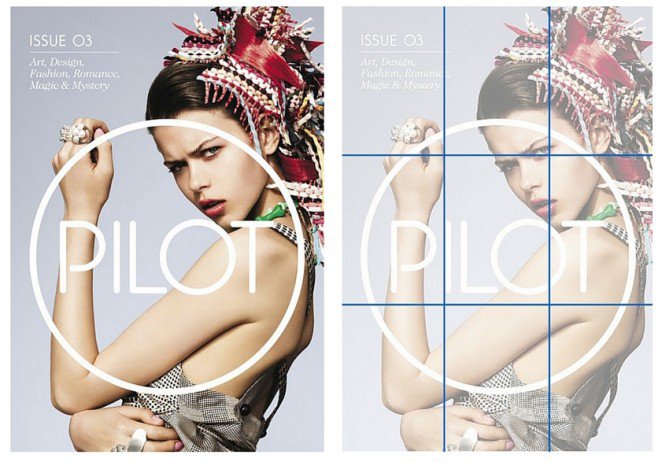 ISSUE 03
Art, Design,
Fashion, Romance,
Magic & Mystery
PILOT
ISSUE 03
Art, Design,
Fashion, Romance,
Magic & Mystery
PILOT